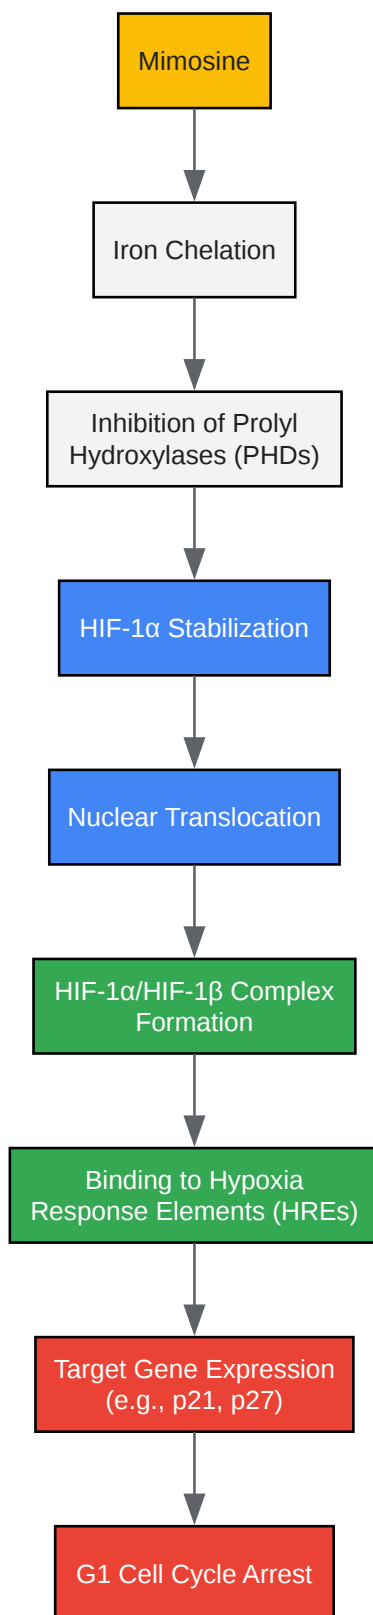 Mimosine
Iron Chelation
Inhibition of Prolyl
Hydroxylases (PHDs)
HIF-1α Stabilization
Nuclear Translocation
HIF-1α/HIF-1β Complex
Formation
Binding to Hypoxia
Response Elements (HREs)
Target Gene Expression
(e.g., p21, p27)
G1 Cell Cycle Arrest